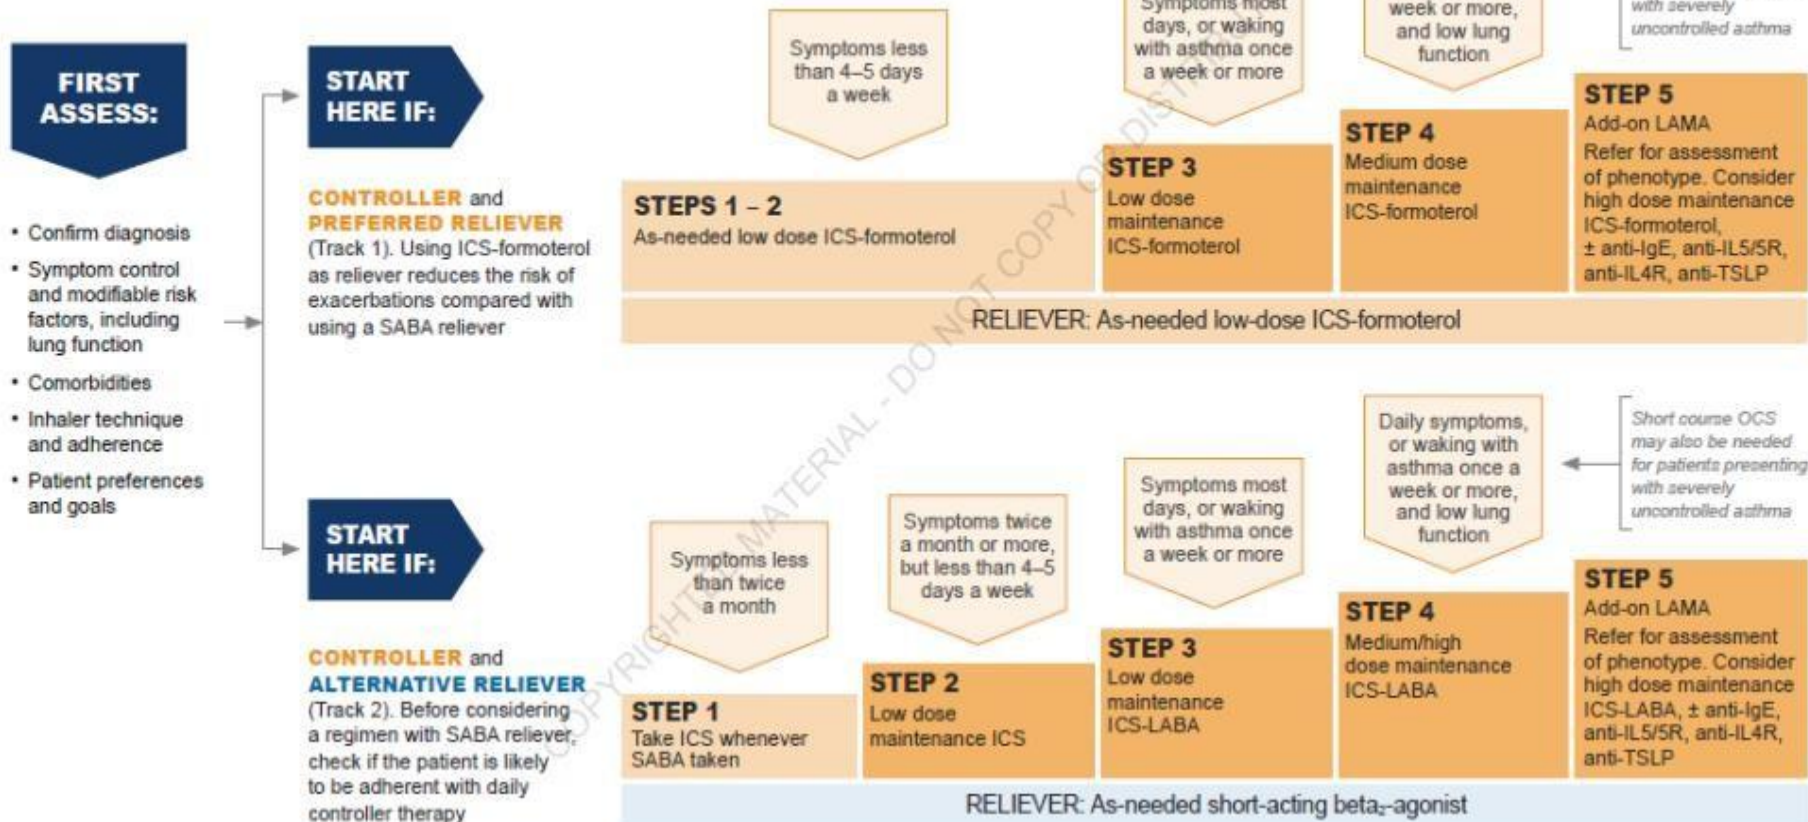 FIRST
ASSESS:
• Confirm diagnosis
• Symptom control
and modifiable risk
factors, including
lung function
• Comorbidities
• Inhaler technique
and adherence
• Patient preferences
and goals
START
HERE IF:
CONTROLLER and
PREFERRED RELIEVER
(Track 1). Using ICS-formoterol
as reliever reduces the risk of
exacerbations compared with
using a SABA reliever
Symptoms less
than 4–5 days
a week
Symptoms most
days, or waking
with asthma once
a week or more
week or more,
and low lung
function
with severely
uncontrolled asthma
STEPS 1 – 2
As-needed low dose ICS-formoterol
STEP 3
Low dose
maintenance
ICS-formoterol
STEP 4
Medium dose
maintenance
ICS-formoterol
STEP 5
Add-on LAMA
Refer for assessment
of phenotype. Consider
high dose maintenance
ICS-formoterol,
± anti-IgE, anti-IL5/5R,
anti-IL4R, anti-TSLP
RELIEVER: As-needed low-dose ICS-formoterol
START
HERE IF:
CONTROLLER and
ALTERNATIVE RELIEVER
(Track 2). Before considering
a regimen with SABA reliever,
check if the patient is likely
to be adherent with daily
controller therapy
Symptoms less
than twice
a month
Symptoms twice
a month or more,
but less than 4–5
days a week
Symptoms most
days, or waking
with asthma once
a week or more
Daily symptoms,
or waking with
asthma once a
week or more,
and low lung
function
Short course OCS
may also be needed
for patients presenting
with severely
uncontrolled asthma
STEP 1
Take ICS whenever
SABA taken
STEP 2
Low dose
maintenance ICS
STEP 3
Low dose
maintenance
ICS-LABA
STEP 4
Medium/high
dose maintenance
ICS-LABA
STEP 5
Add-on LAMA
Refer for assessment
of phenotype. Consider
high dose maintenance
ICS-LABA, ± anti-IgE,
anti-IL5/5R, anti-IL4R,
anti-TSLP
RELIEVER: As-needed short-acting beta₂-agonist
MATERIAL - DO NOT COPY OR